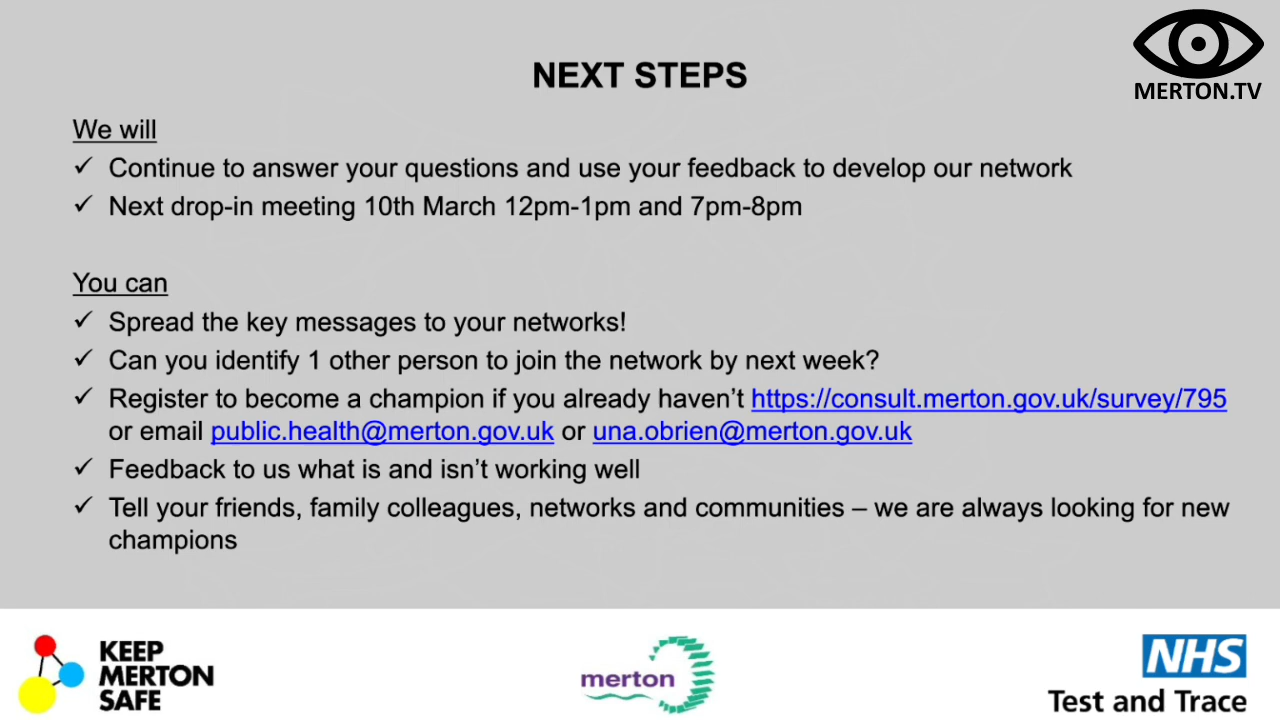 MERTON.TV
NEXT STEPS
We will
✓ Continue to answer your questions and use your feedback to develop our network
✓ Next drop-in meeting 10th March 12pm-1pm and 7pm-8pm
You can
✓ Spread the key messages to your networks!
✓ Can you identify 1 other person to join the network by next week?
✓ Register to become a champion if you already haven’t https://consult.merton.gov.uk/survey/795
or email public.health@merton.gov.uk or una.obrien@merton.gov.uk
✓ Feedback to us what is and isn’t working well
✓ Tell your friends, family colleagues, networks and communities – we are always looking for new
champions
KEEP
MERTON
SAFE
merton
NHS
Test and Trace